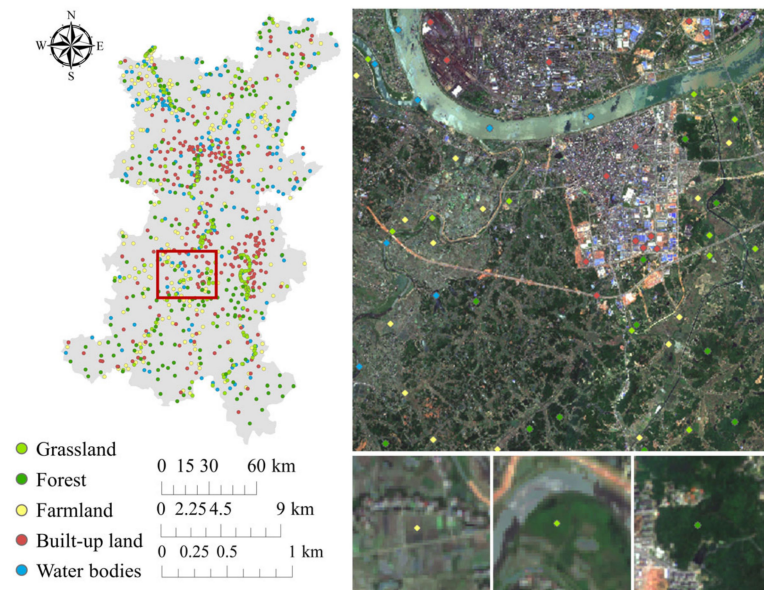 N
W E
S
Grassland
Forest
Farmland
Built-up land
Water bodies
0 15 30 60 km
0 2.25 4.5 9 km
0 0.25 0.5 1 km